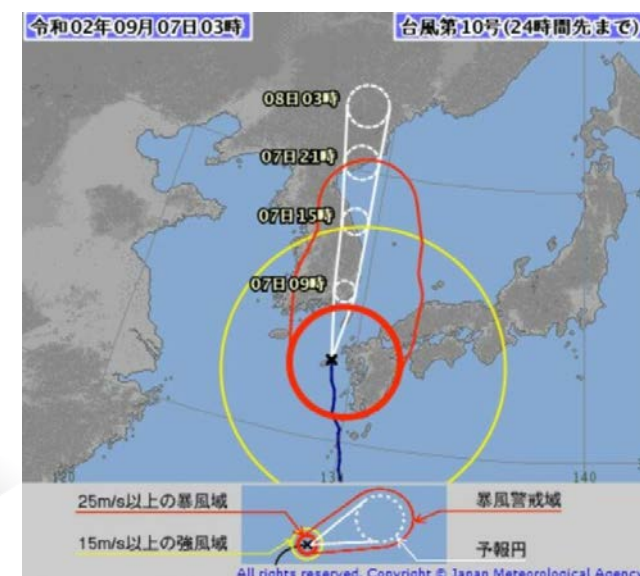 令和02年09月07日03時
台風第10号(24時間先まで)
08日03時
07日21時
07日15時
07日09時
120
130
140
25m/s以上の暴風域
暴風警戒域
15m/s以上の強風域
予報円
All rights reserved. Copyright © Japan Meteorological Agency